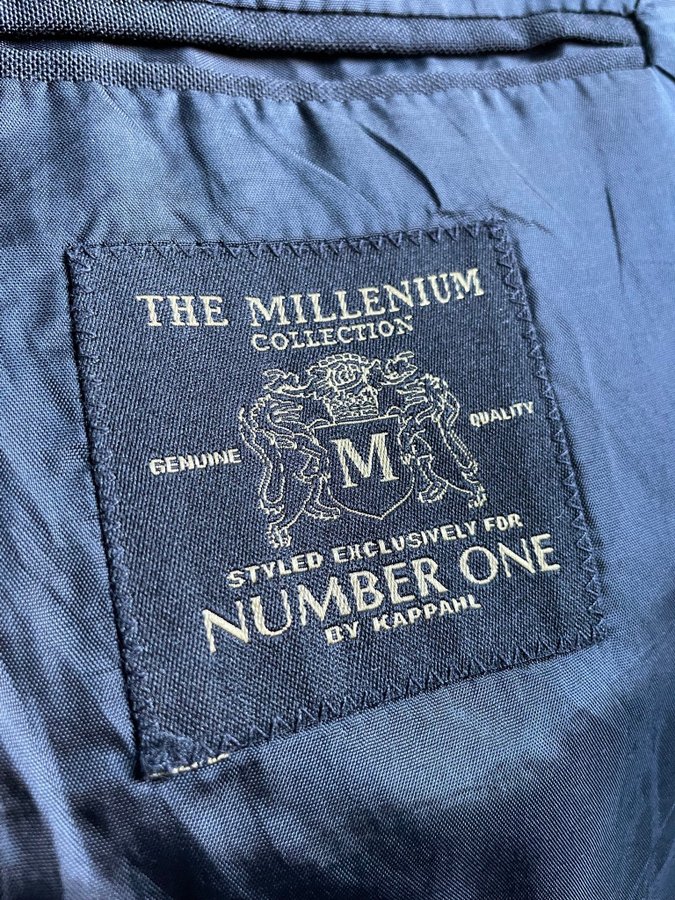 THE MILLENIUM
COLLECTION
GENUINE
M
QUALITY
STYLED EXCLUSIVELY FOR
NUMBER ONE
BY KAPPAHL